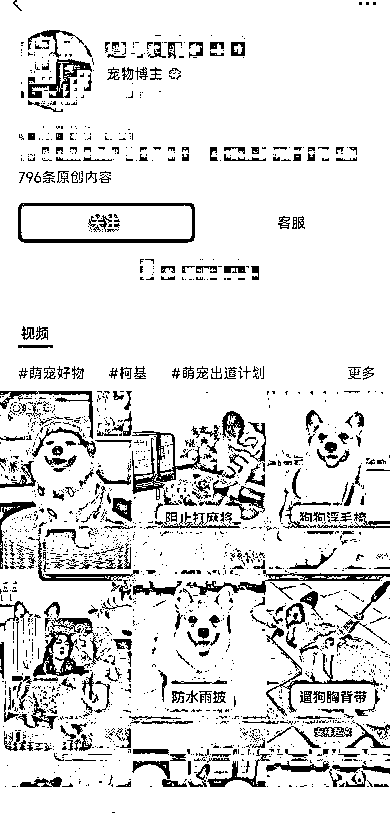 宠物博主
796条原创内容
关注
客服
视频
#萌宠好物 #柯基 #萌宠出道计划 更多
阻止打麻将
狗狗浮毛梳
防水雨披
遛狗胸背带